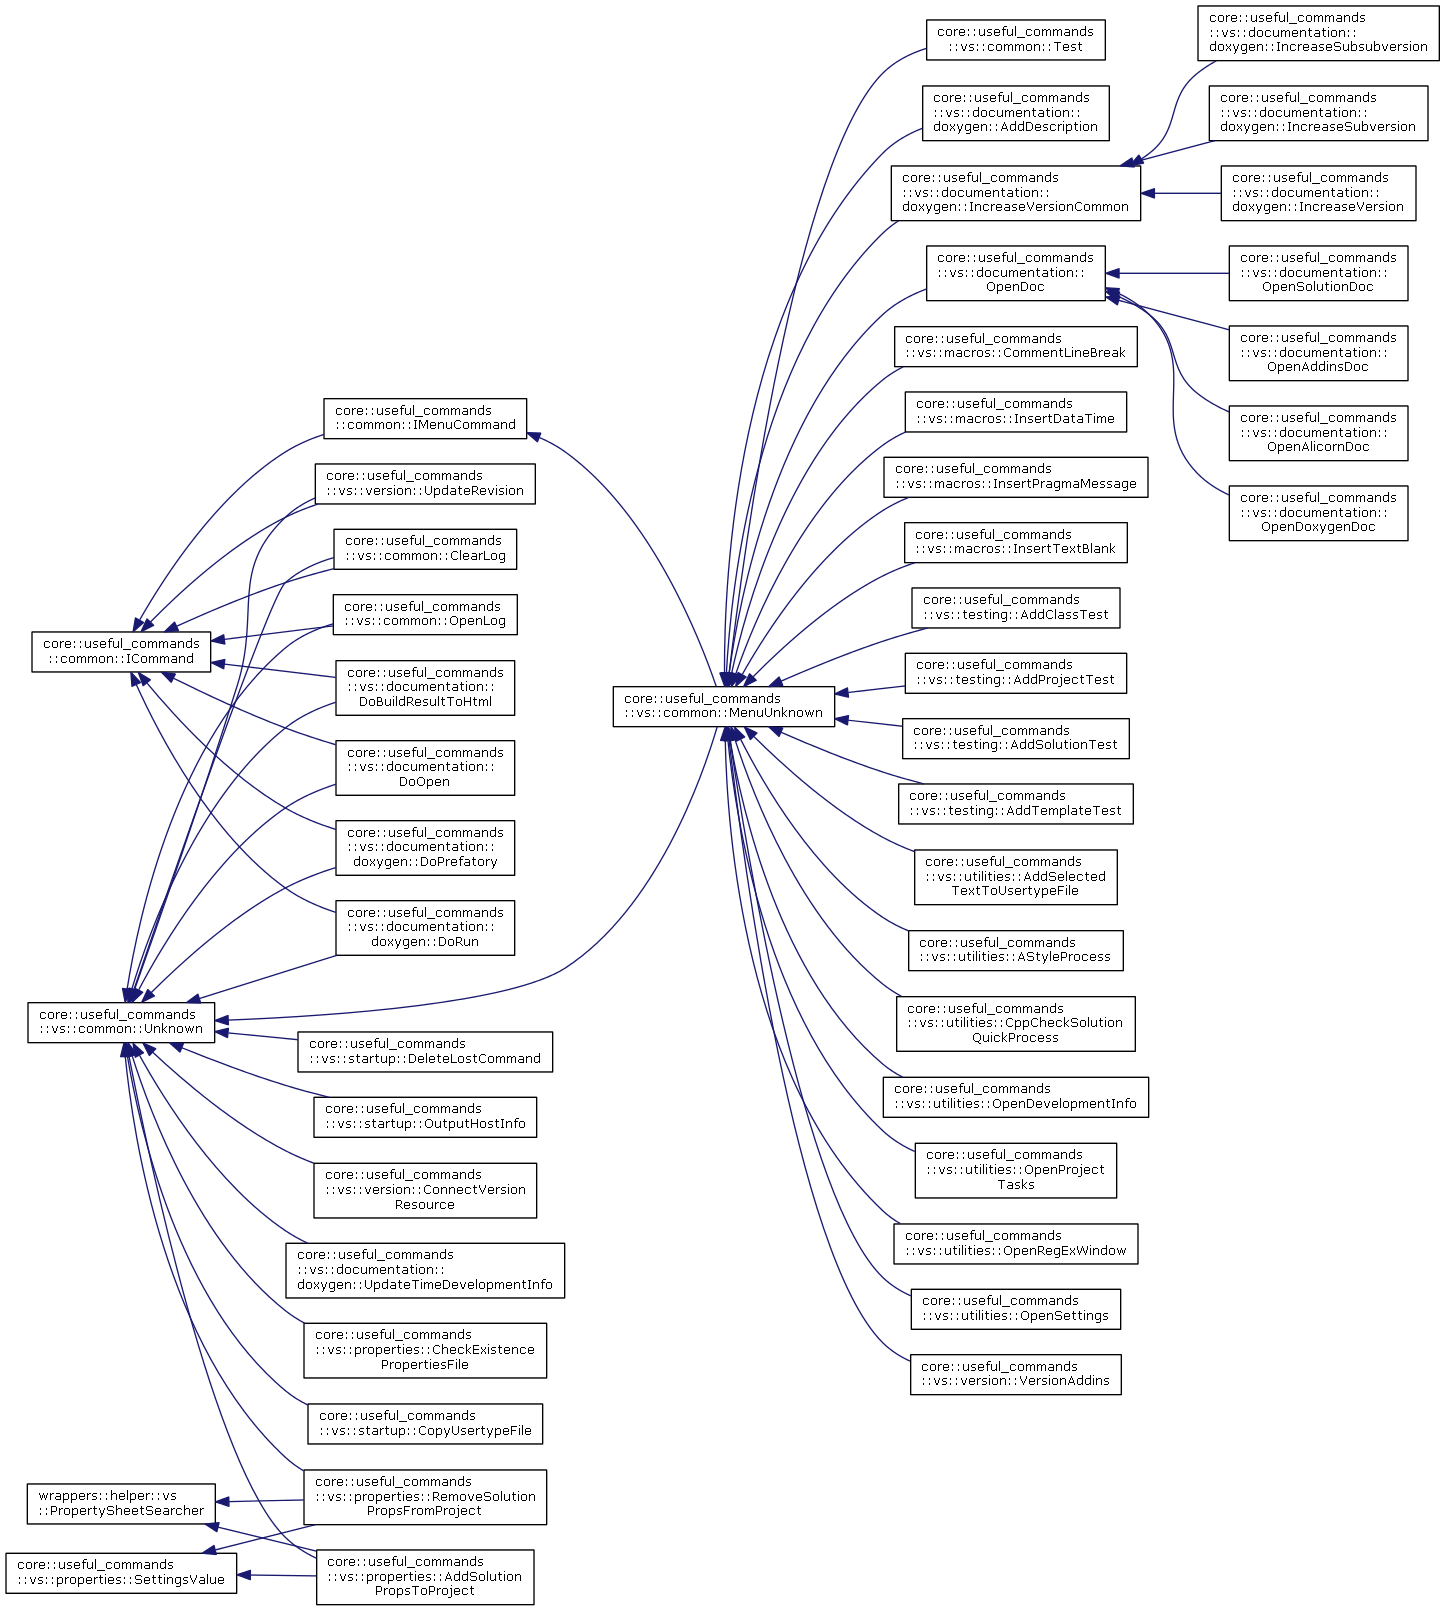 core::useful_commands
::common::IMenuCommand
core::useful_commands
::vs::version::UpdateRevision
core::useful_commands
::vs::common::ClearLog
core::useful_commands
::vs::common::OpenLog
core::useful_commands
::common::ICommand
core::useful_commands
::vs::documentation::
DoBuildResultToHtml
core::useful_commands
::vs::documentation::
DoOpen
core::useful_commands
::vs::documentation::
doxygen::DoPrefatory
core::useful_commands
::vs::documentation::
doxygen::DoRun
core::useful_commands
::vs::common::Unknown
core::useful_commands
::vs::startup::DeleteLostCommand
core::useful_commands
::vs::startup::OutputHostInfo
core::useful_commands
::vs::version::ConnectVersion
Resource
core::useful_commands
::vs::documentation::
doxygen::UpdateTimeDevelopmentInfo
core::useful_commands
::vs::properties::CheckExistence
PropertiesFile
core::useful_commands
::vs::startup::CopyUsertypeFile
wrappers::helper::vs
::PropertySheetSearcher
core::useful_commands
::vs::properties::RemoveSolution
PropsFromProject
core::useful_commands
::vs::properties::SettingsValue
core::useful_commands
::vs::properties::AddSolution
PropsToProject
core::useful_commands
::vs::common::MenuUnknown
core::useful_commands
::vs::common::Test
core::useful_commands
::vs::documentation::
doxygen::AddDescription
core::useful_commands
::vs::documentation::
doxygen::IncreaseVersionCommon
core::useful_commands
::vs::documentation::
OpenDoc
core::useful_commands
::vs::macros::CommentLineBreak
core::useful_commands
::vs::macros::InsertDataTime
core::useful_commands
::vs::macros::InsertPragmaMessage
core::useful_commands
::vs::macros::InsertTextBlank
core::useful_commands
::vs::testing::AddClassTest
core::useful_commands
::vs::testing::AddProjectTest
core::useful_commands
::vs::testing::AddSolutionTest
core::useful_commands
::vs::testing::AddTemplateTest
core::useful_commands
::vs::utilities::AddSelected
TextToUsertypeFile
core::useful_commands
::vs::utilities::AStyleProcess
core::useful_commands
::vs::utilities::CppCheckSolution
QuickProcess
core::useful_commands
::vs::utilities::OpenDevelopmentInfo
core::useful_commands
::vs::utilities::OpenProject
Tasks
core::useful_commands
::vs::utilities::OpenRegExWindow
core::useful_commands
::vs::utilities::OpenSettings
core::useful_commands
::vs::version::VersionAddins
core::useful_commands
::vs::documentation::
doxygen::IncreaseSubsubversion
core::useful_commands
::vs::documentation::
doxygen::IncreaseSubversion
core::useful_commands
::vs::documentation::
doxygen::IncreaseVersion
core::useful_commands
::vs::documentation::
OpenSolutionDoc
core::useful_commands
::vs::documentation::
OpenAddinsDoc
core::useful_commands
::vs::documentation::
OpenAlicornDoc
core::useful_commands
::vs::documentation::
OpenDoxygenDoc